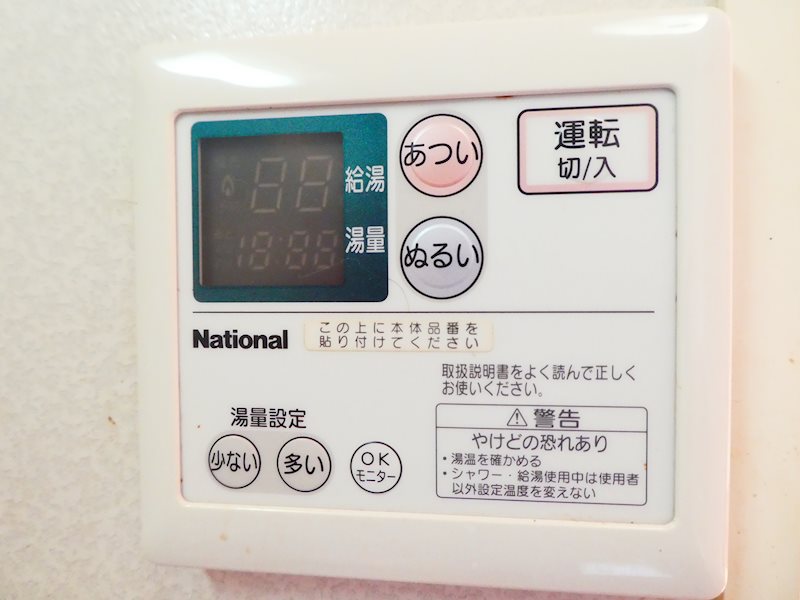 88
給湯
18:88
湯量
あつい
ぬるい
運転
切/入
National
この上に本体品番を
貼り付けてください
取扱説明書をよく読んで正しく
お使いください。
湯量設定
少ない
多い
OK
モニター
⚠警告
やけどの恐れあり
・湯温を確かめる
・シャワー・給湯使用中は使用者
以外設定温度を変えない